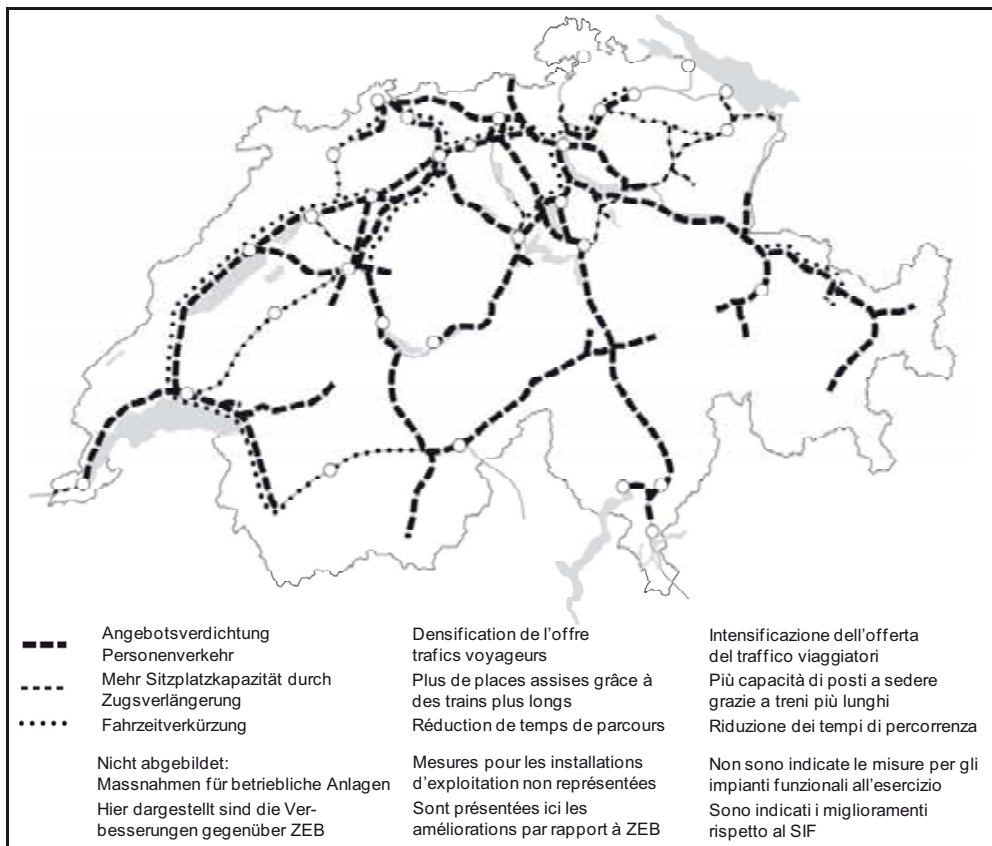 Angebotsverdichtung
Personenverkehr
Mehr Sitzplatzkapazität durch
Zugsverlängerung
Fahrzeitverkürzung
Nicht abgebildet:
Massnahmen für betriebliche Anlagen
Hier dargestellt sind die Ver-
besserungen gegenüber ZEB
Densification de l'offre
trafics voyageurs
Plus de places assises grâce à
des trains plus longs
Réduction de temps de parcours
Mesures pour les installations
d'exploitation non représentées
Sont présentées ici les
améliorations par rapport à ZEB
Intensificazione dell'offerta
del traffico viaggiatori
Più capacità di posti a sedere
grazie a treni più lunghi
Riduzione dei tempi di percorrenza
Non sono indicate le misure per gli
impianti funzionali all'esercizio
Sono indicati i miglioramenti
rispetto al SIF